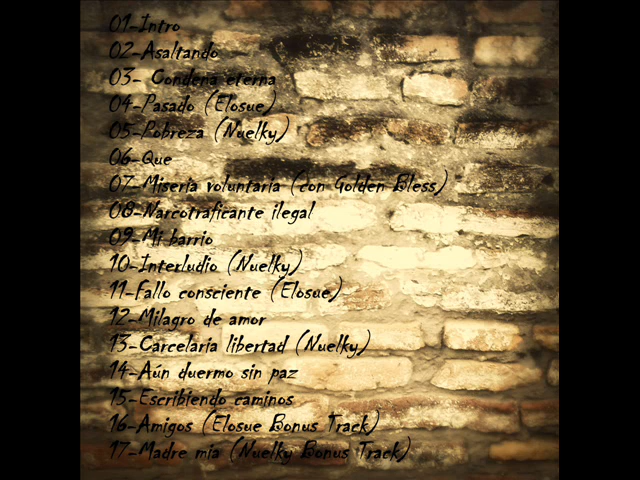 01-Intro
02-Asaltando
03- Condena eterna
04-Pasado (Elosue)
05-Pobreza (Nuelky)
06-Que
07-Miseria voluntaria (con Golden Bless)
08-Narcotraficante ilegal
09-Mi barrio
10-Interludio (Nuelky)
11-Fallo consciente (Elosue)
12-Milagro de amor
13-Carcelaria libertad (Nuelky)
14-Aún duermo sin paz
15-Escribiendo caminos
16-Amigos (Elosue Bonus Track)
17-Madre mia (Nuelky Bonus Track)